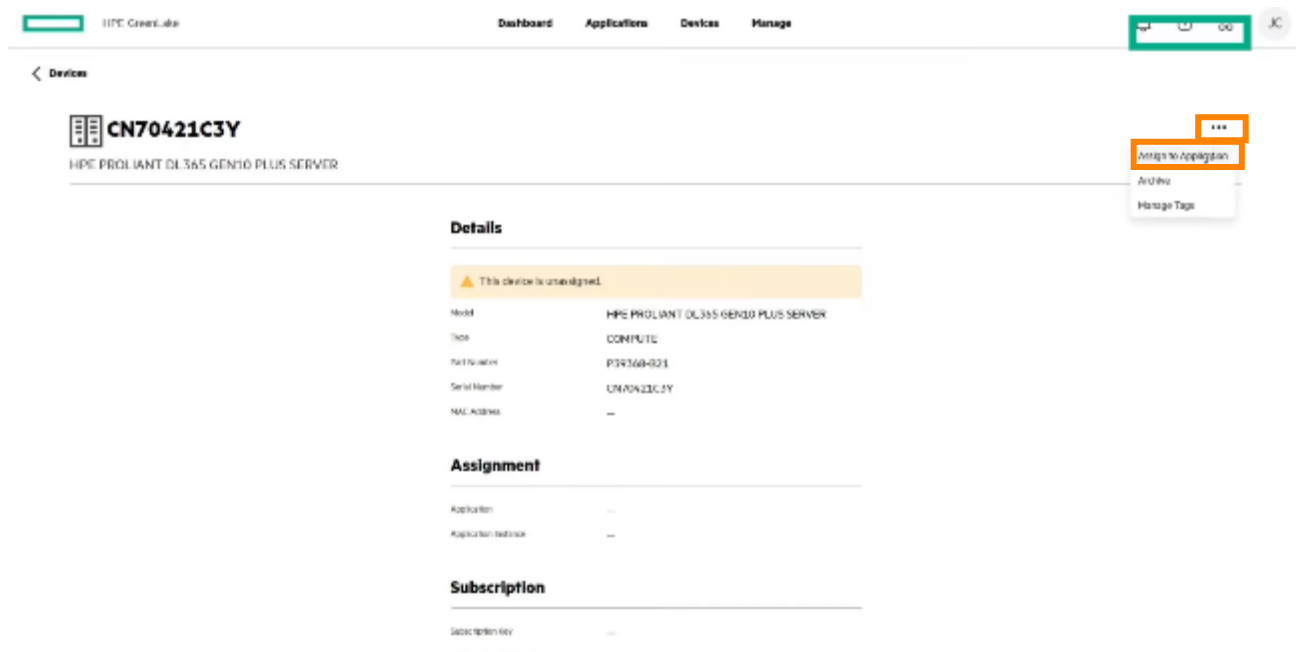 HPE GreenLake Dashboard Applications Devices Manage JC
Devices
CN70421C3Y
HPE PROLIANT DL365 GEN10 PLUS SERVER
•••
Assign to Application
Archive
Manage Tags
Details
This device is unassigned.
Model HPE PROLIANT DL365 GEN10 PLUS SERVER
Type COMPUTE
Part Number P39368-B21
Serial Number CN70421C3Y
MAC Address --
Assignment
Application --
Application Instance --
Subscription
Subscription Key --